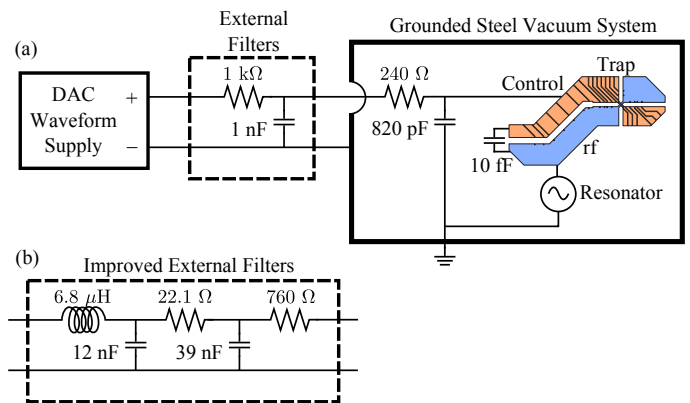 External
Filters
Grounded Steel Vacuum System
(a)
DAC
Waveform
Supply
+
−
1 kΩ
1 nF
240 Ω
820 pF
Control
Trap
10 fF
rf
Resonator
(b)
Improved External Filters
6.8 μH
22.1 Ω
760 Ω
12 nF
39 nF